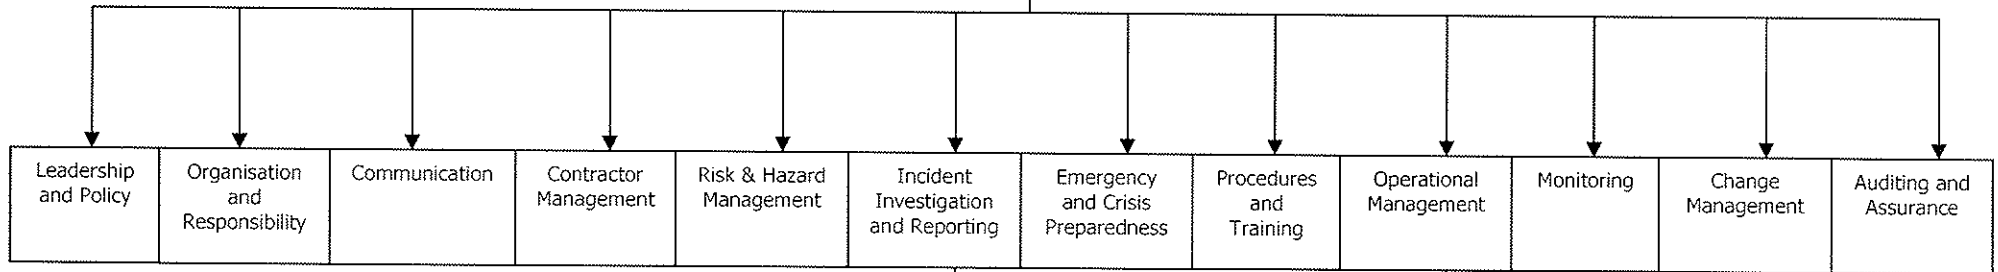 Leadership
and Policy
Organisation
and
Responsibility
Communication
Contractor
Management
Risk & Hazard
Management
Incident
Investigation
and Reporting
Emergency
and Crisis
Preparedness
Procedures
and
Training
Operational
Management
Monitoring
Change
Management
Auditing and
Assurance